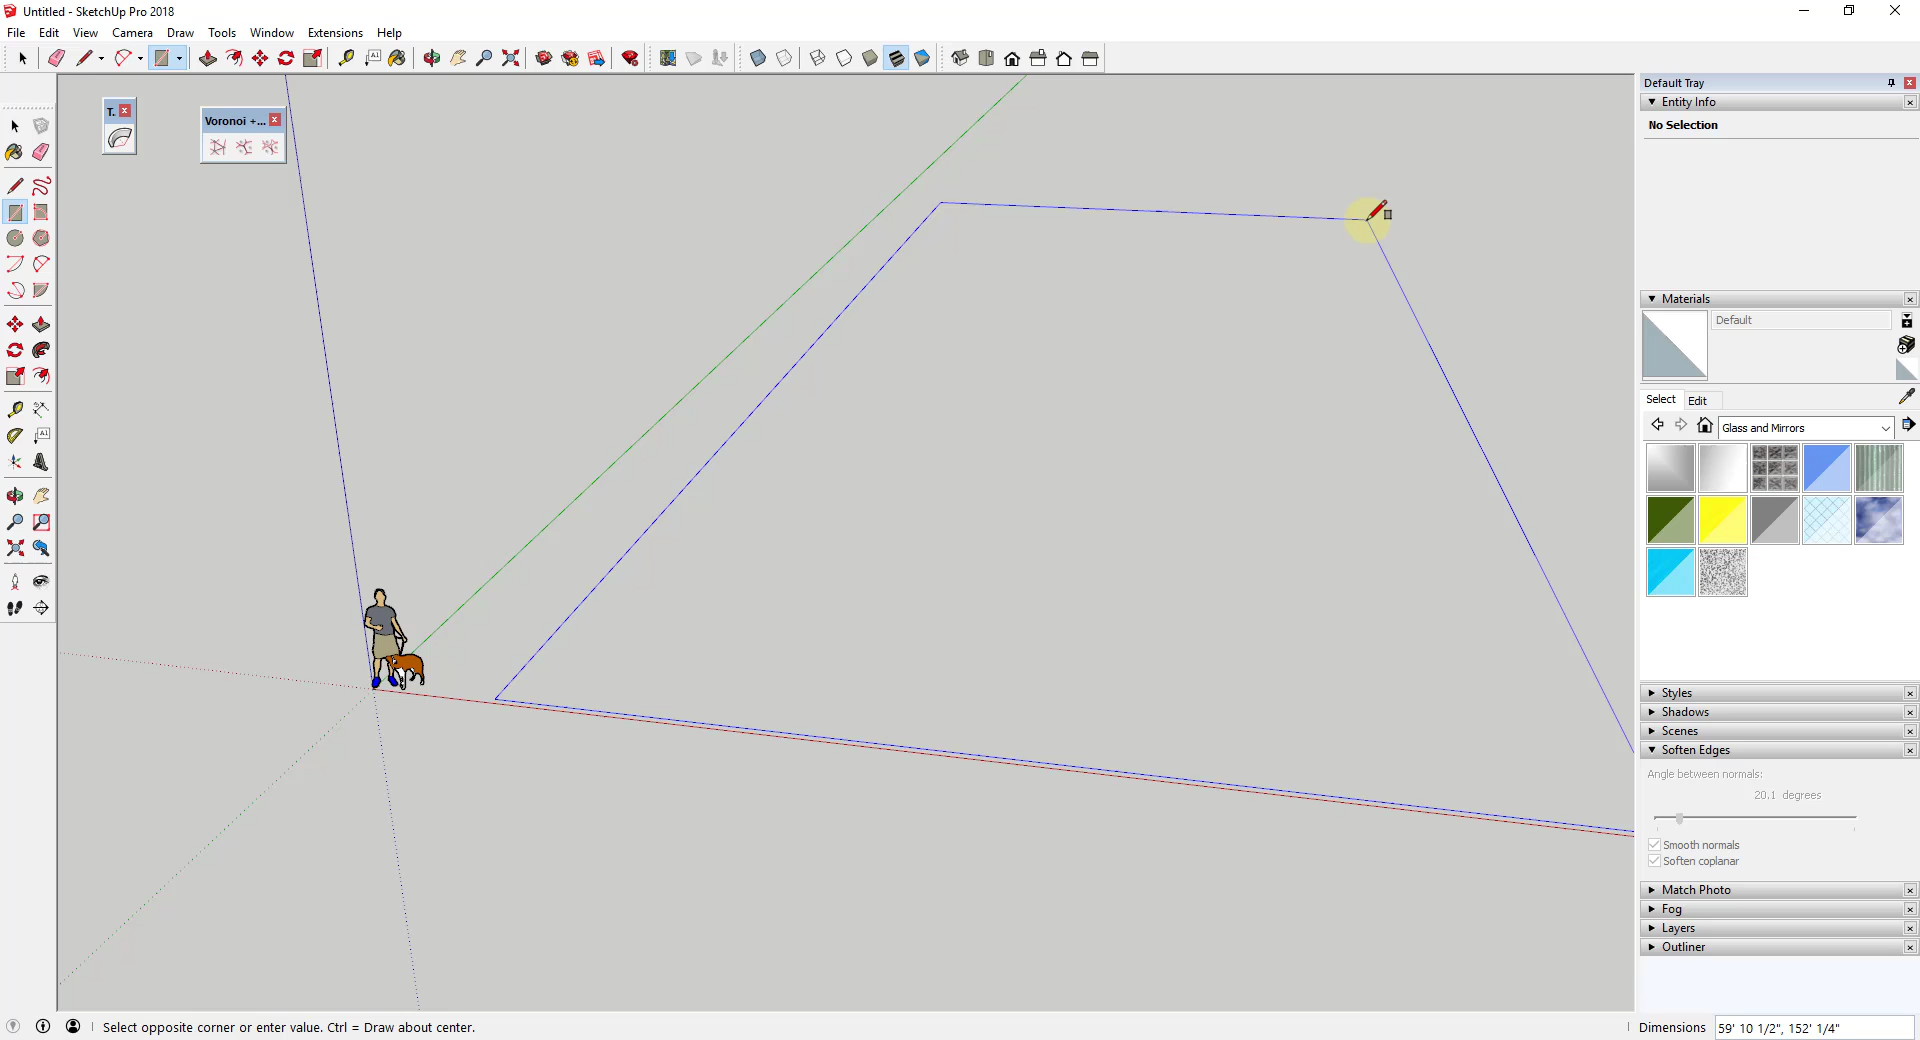 Untitled - SketchUp Pro 2018
File Edit View Camera Draw Tools Window Extensions Help
Default Tray
Entity Info
No Selection
T.
Voronoi +...
Materials
Default
Select Edit
Glass and Mirrors
Styles
Shadows
Scenes
Soften Edges
Angle between normals:
20.1 degrees
Smooth normals
Soften coplanar
Match Photo
Fog
Layers
Outliner
Select opposite corner or enter value. Ctrl = Draw about center.
Dimensions 59' 10 1/2", 152' 1/4"